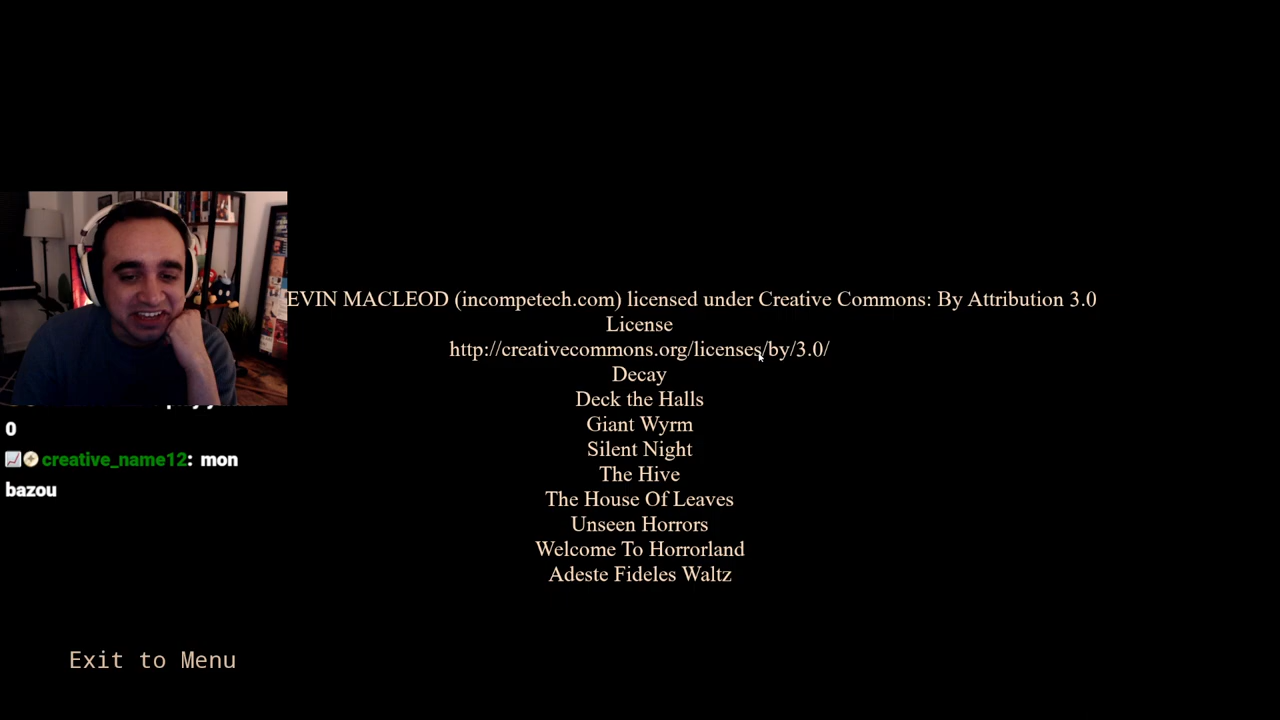 EVIN MACLEOD (incompetech.com) licensed under Creative Commons: By Attribution 3.0
License
http://creativecommons.org/licenses/by/3.0/
Decay
Deck the Halls
Giant Wyrm
Silent Night
The Hive
The House Of Leaves
Unseen Horrors
Welcome To Horrorland
Adeste Fideles Waltz
0
creative_name12: mon
bazou
Exit to Menu